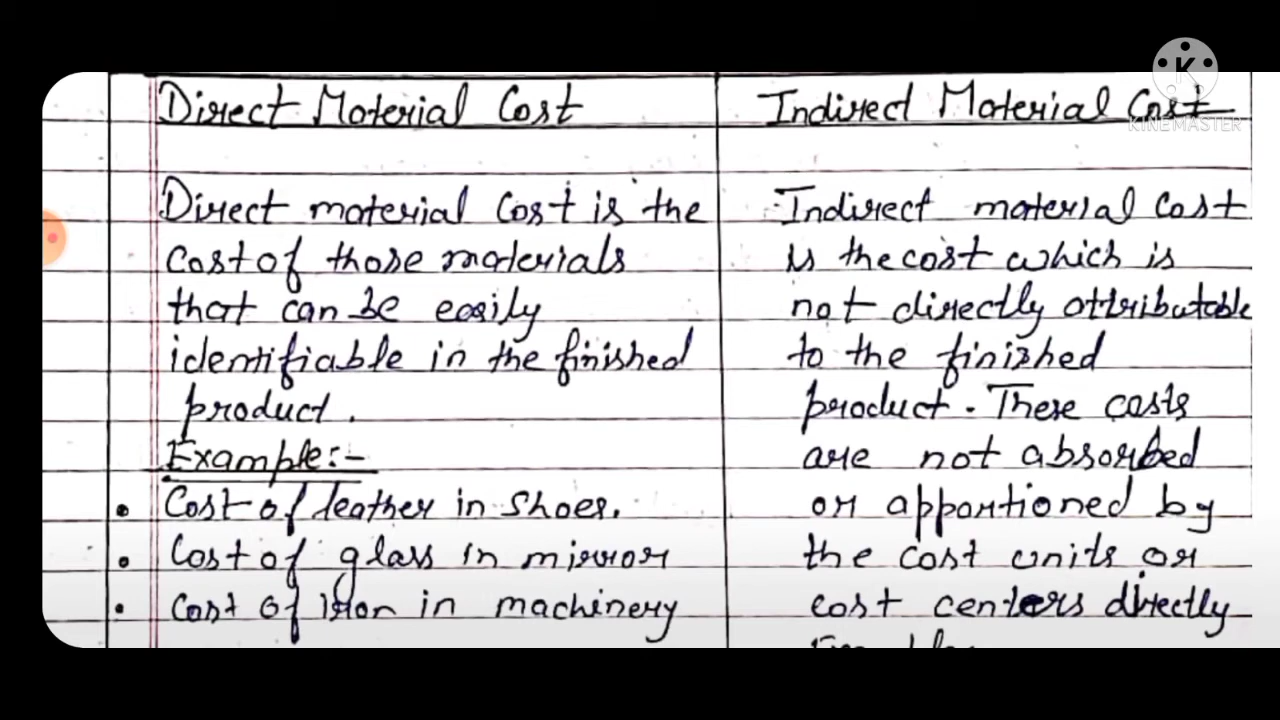 Direct Material Cost
Direct material cost is the
cost of those materials
that can be easily
identifiable in the finished
product.
Example:-
• Cost of leather in shoes.
• Cost of glass in mirror
• Cost of iron in machinery
Indirect Material Cost
Indirect material cost
is the cost which is
not directly attributable
to the finished
product. These costs
are not absorbed
or apportioned by
the cost units or
cost centers directly
K
KINEMASTER